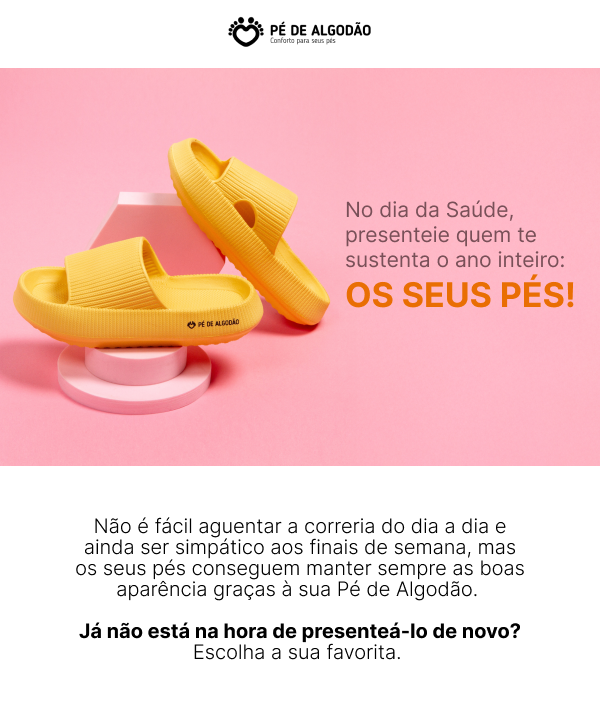 PÉ DE ALGODÃO
Conforto para seus pés
No dia da Saúde,
presenteie quem te
sustenta o ano inteiro:
OS SEUS PÉS!
PÉ DE ALGODÃO
Não é fácil aguentar a correria do dia a dia e
ainda ser simpático aos finais de semana, mas
os seus pés conseguem manter sempre as boas
aparência graças à sua Pé de Algodão.
Já não está na hora de presenteá-lo de novo?
Escolha a sua favorita.